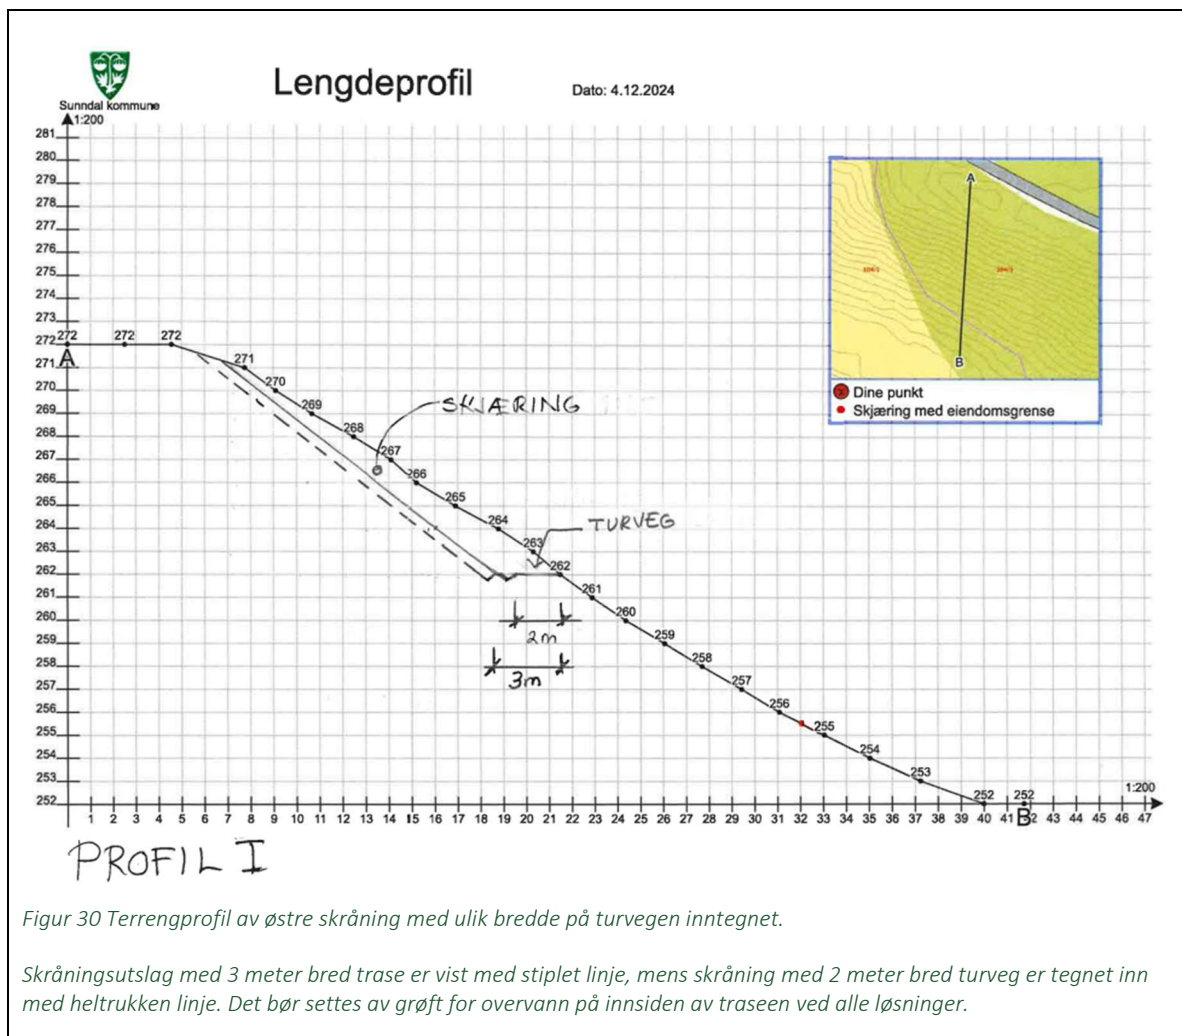 Sunndal kommune
Lengdeprofil
Dato: 4.12.2024
1:200
281
280
279
278
277
276
275
274
273
272
271
270
269
268
267
266
265
264
263
262
261
260
259
258
257
256
255
254
253
252
272 272 272
A
271
270
269
268
267
266
265
264
263
262
261
260
259
258
257
256
255
254
253
252 252
SKJÆRING
TURVEG
2m
3m
A
B
Dine punkt
Skjæring med eiendomsgrense
1:200
1 2 3 4 5 6 7 8 9 10 11 12 13 14 15 16 17 18 19 20 21 22 23 24 25 26 27 28 29 30 31 32 33 34 35 36 37 38 39 40 41 42 43 44 45 46 47
B
PROFIL I
Figur 30 Terrengprofil av østre skråning med ulik bredde på turvegen inntegnet.
Skråningsutslag med 3 meter bred trase er vist med stiplet linje, mens skråning med 2 meter bred turveg er tegnet inn
med heltrukken linje. Det bør settes av grøft for overvann på innsiden av traseen ved alle løsninger.